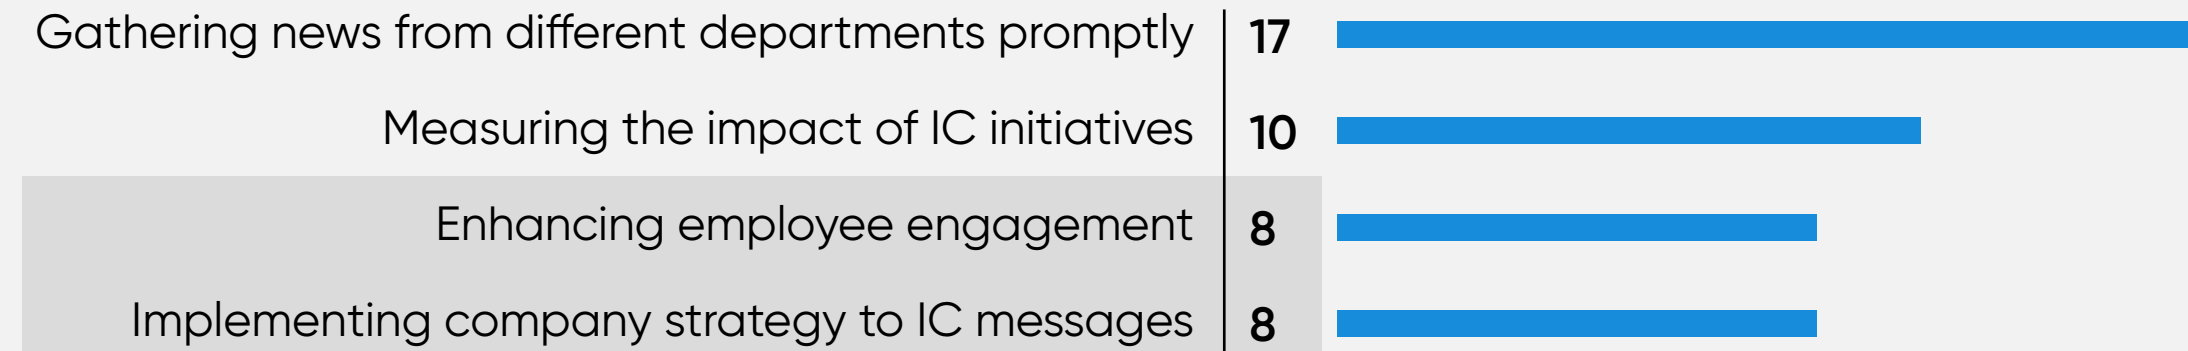 Gathering news from different departments promptly 17
Measuring the impact of IC initiatives 10
Enhancing employee engagement 8
Implementing company strategy to IC messages 8